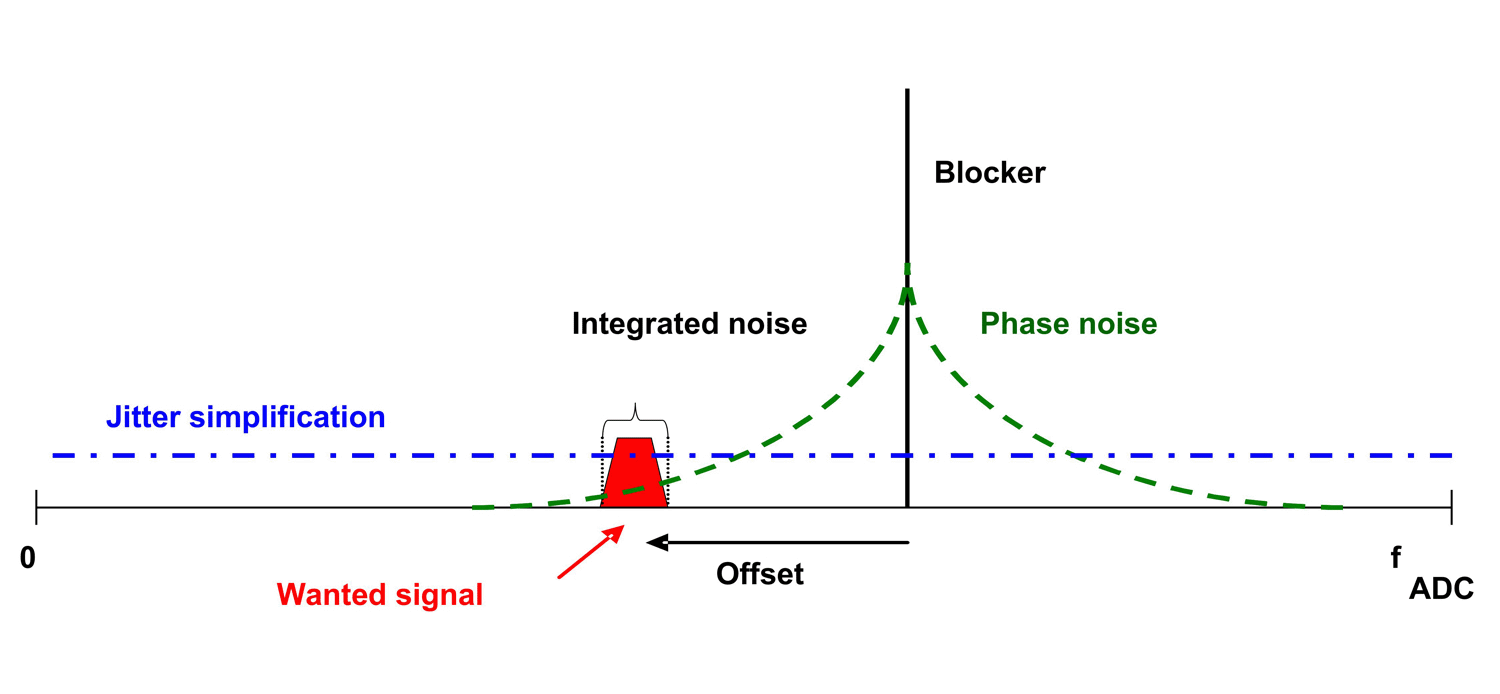 Blocker
Integrated noise
Phase noise
Jitter simplification
0
f
ADC
Offset
Wanted signal